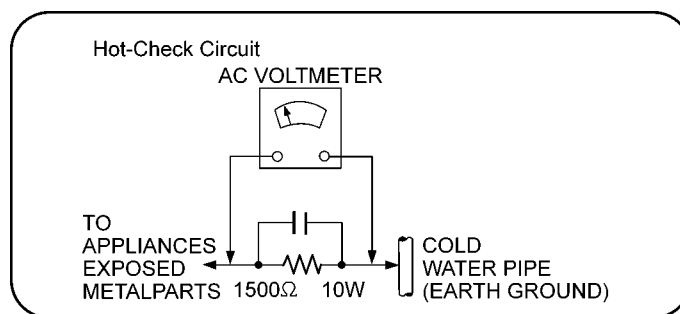 Hot-Check Circuit
AC VOLTMETER
TO
APPLIANCES
EXPOSED
METALPARTS
1500Ω
10W
COLD
WATER PIPE
(EARTH GROUND)